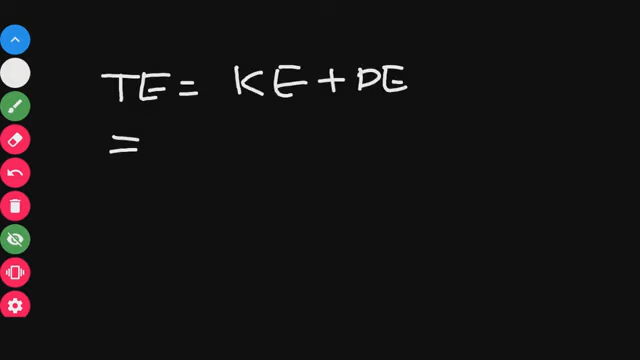 TE = KE + PE
=